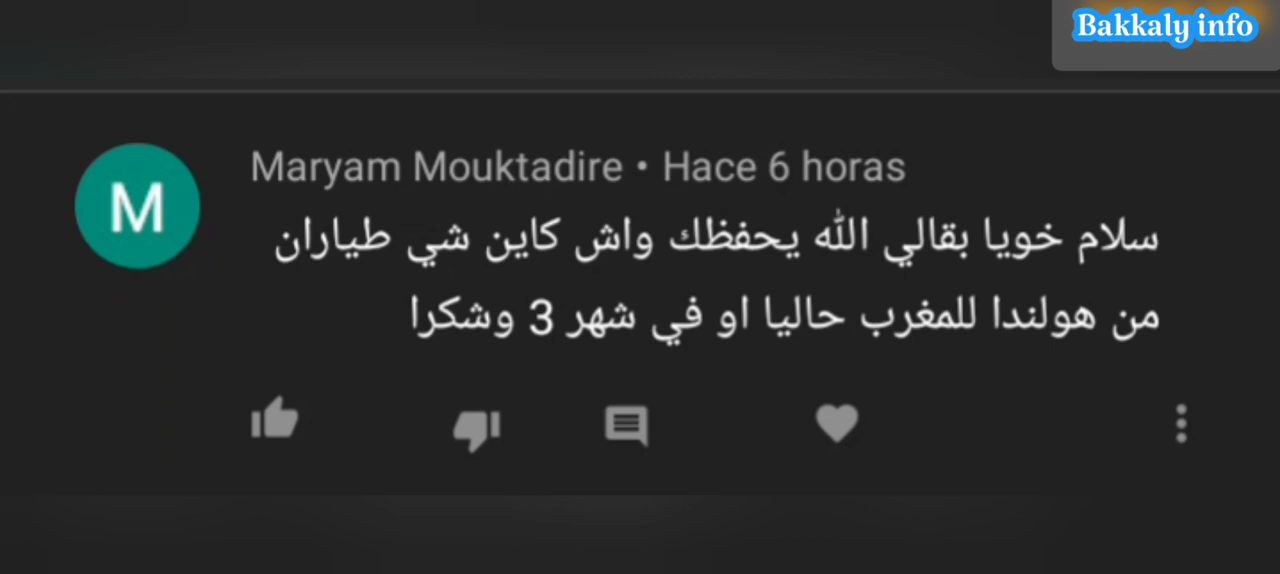 Bakkaly info
Maryam Mouktadire • Hace 6 horas
سلام خويا بقالي الله يحفظك واش كاين شي طياران
من هولندا للمغرب حاليا او في شهر 3 وشكرا